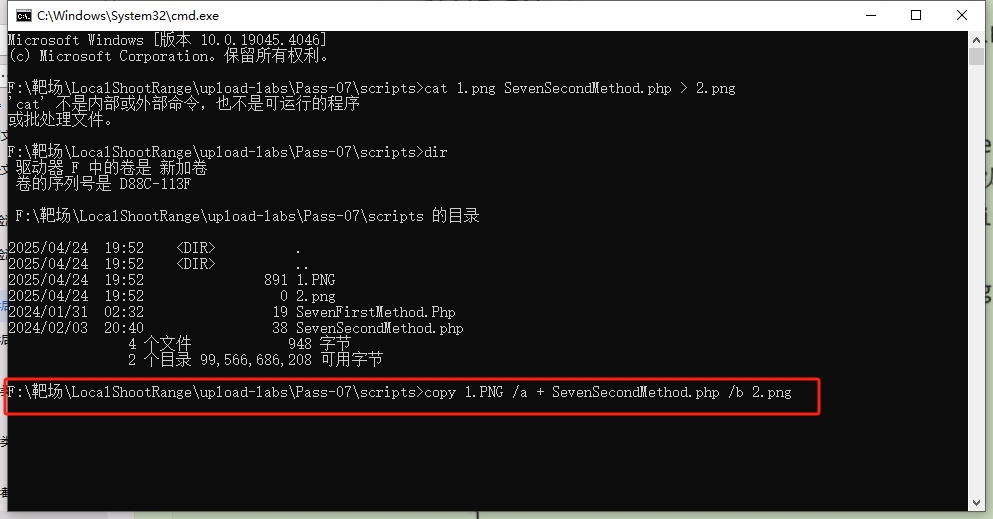 C:\Windows\System32\cmd.exe
Microsoft Windows [版本 10.0.19045.4046]
(c) Microsoft Corporation。保留所有权利。
F:\靶场\LocalShootRange\upload-labs\Pass-07\scripts>cat 1.png SevenSecondMethod.php > 2.png
'cat' 不是内部或外部命令，也不是可运行的程序
或批处理文件。
F:\靶场\LocalShootRange\upload-labs\Pass-07\scripts>dir
驱动器 F 中的卷是 新加卷
卷的序列号是 D88C-113F
F:\靶场\LocalShootRange\upload-labs\Pass-07\scripts 的目录
2025/04/24  19:52    <DIR>          .
2025/04/24  19:52    <DIR>          ..
2025/04/24  19:52               891 1.PNG
2025/04/24  19:52                 0 2.png
2024/01/31  02:32                19 SevenFirstMethod.Php
2024/02/03  20:40                38 SevenSecondMethod.php
4 个文件            948 字节
2 个目录 99,566,686,208 可用字节
F:\靶场\LocalShootRange\upload-labs\Pass-07\scripts>copy 1.PNG /a + SevenSecondMethod.php /b 2.png